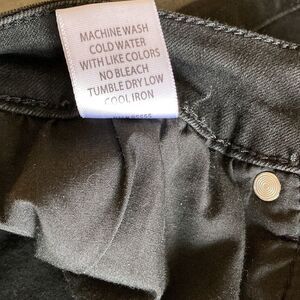 MACHINE WASH
COLD WATER
WITH LIKE COLORS
NO BLEACH
TUMBLE DRY LOW
COOL IRON